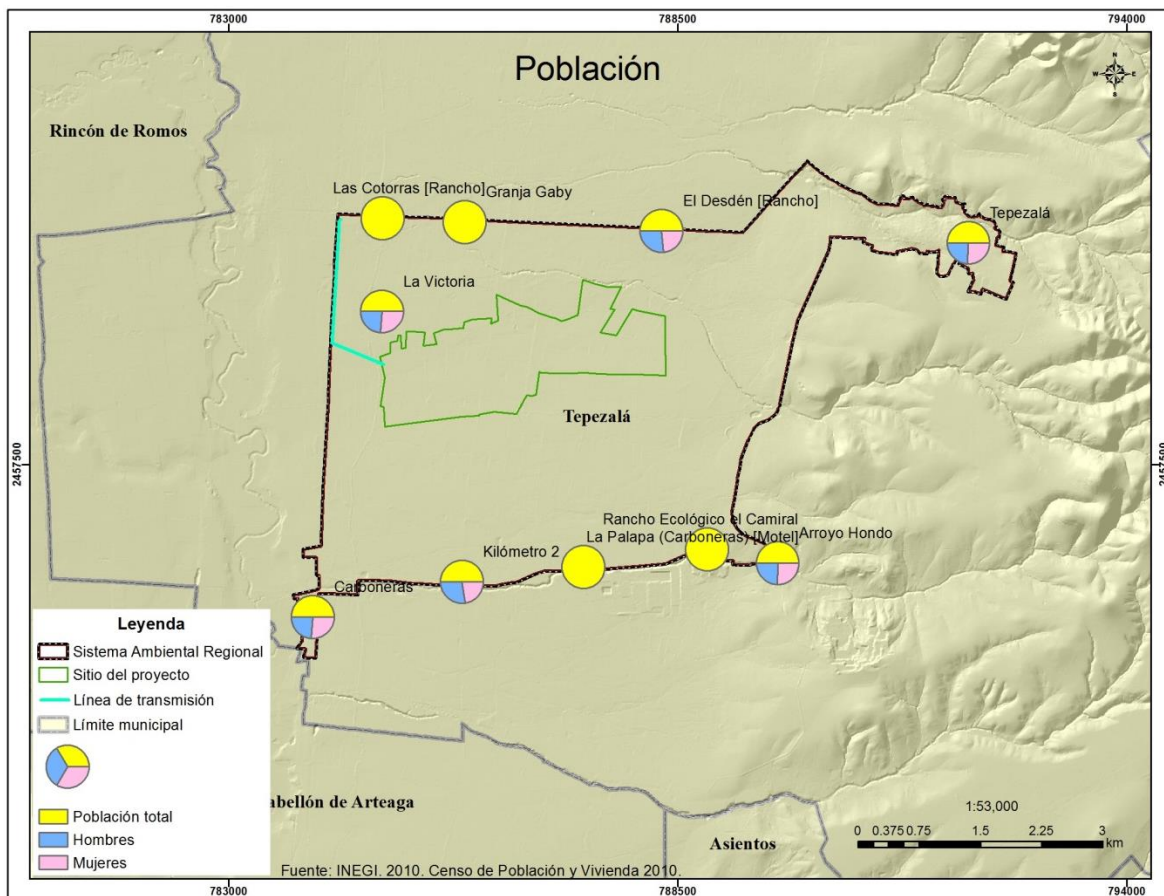 783000
788500
794000
Población
N
W E
S
Rincón de Romos
Las Cotorras [Rancho]
Granja Gaby
El Desdén [Rancho]
Tepezalá
La Victoria
Tepezalá
2457500
2457500
Rancho Ecológico el Camiral
La Palapa (Carboneras) [Motel]
Arroyo Hondo
Kilómetro 2
Carboneras
Leyenda
Sistema Ambiental Regional
Sitio del proyecto
Línea de transmisión
Límite municipal
Población total
Hombres
Mujeres
abellón de Arteaga
Asientos
1:53,000
0 0.375 0.75 1.5 2.25 3
km
Fuente: INEGI. 2010. Censo de Población y Vivienda 2010.
783000
788500
794000